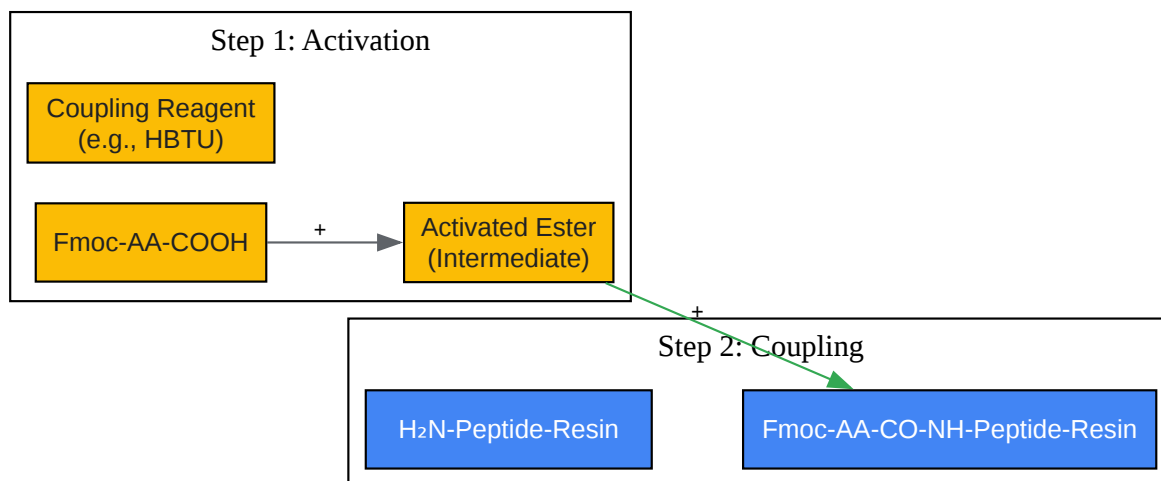 Step 1: Activation
Coupling Reagent
(e.g., HBTU)
Fmoc-AA-COOH
+
Activated Ester
(Intermediate)
+
Step 2: Coupling
H₂N-Peptide-Resin
Fmoc-AA-CO-NH-Peptide-Resin